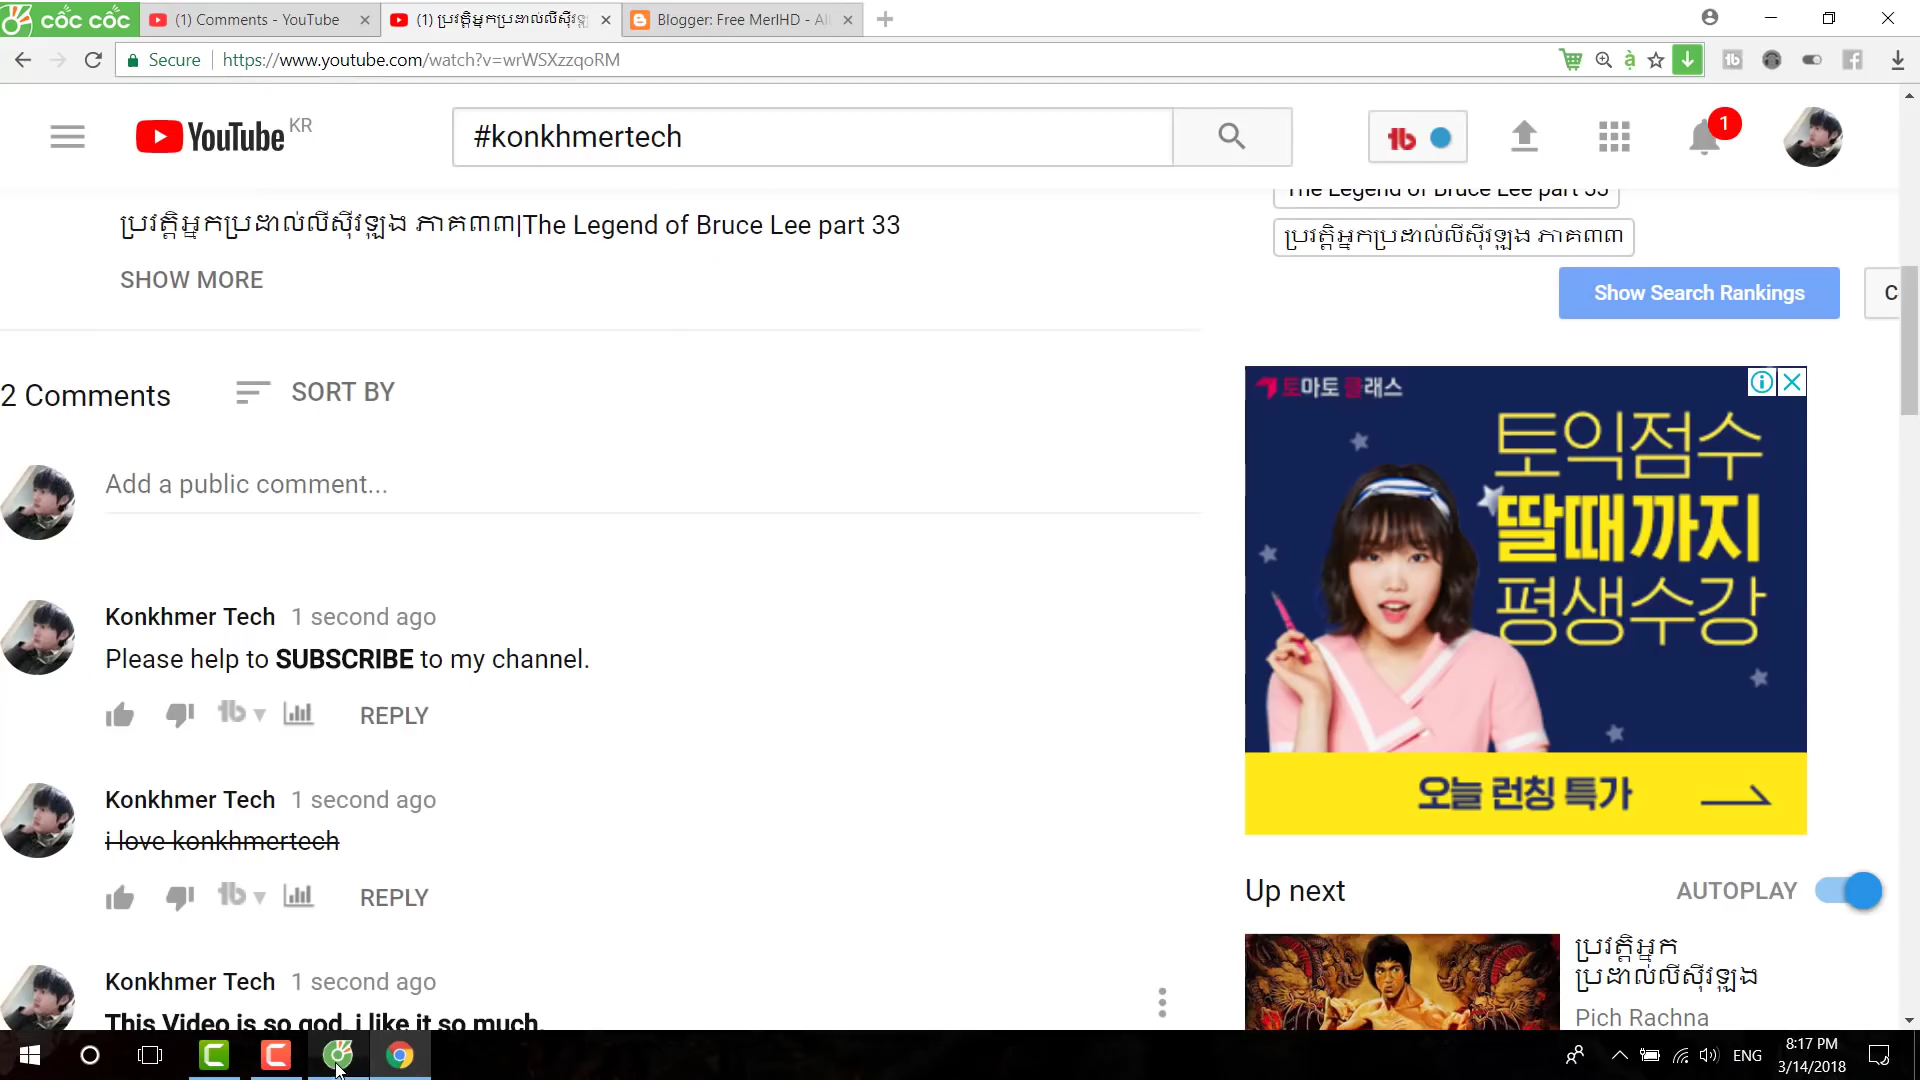 CỐC CỐC
(1) Comments - YouTube
(1) ប្រវត្តិអ្នកប្រដាល់លីស៊ីវឡុង
Blogger: Free MerlHD - All
Secure
https://www.youtube.com/watch?v=wrWSXzzqoRM
YouTube KR
#konkhmertech
1
The Legend of Bruce Lee part 33
ប្រវត្តិអ្នកប្រដាល់លីស៊ីវឡុង ភាគ៣៣|The Legend of Bruce Lee part 33
ប្រវត្តិអ្នកប្រដាល់លីស៊ីវឡុង ភាគ៣៣
SHOW MORE
Show Search Rankings
C
2 Comments
SORT BY
Add a public comment...
Konkhmer Tech 1 second ago
Please help to SUBSCRIBE to my channel.
REPLY
Konkhmer Tech 1 second ago
i love konkhmertech
REPLY
Konkhmer Tech 1 second ago
This Video is so god, i like it so much.
토마토 클래스
토익점수
딸때까지
평생수강
오늘 런칭 특가
Up next
AUTOPLAY
ប្រវត្តិអ្នក
ប្រដាល់លីស៊ីវឡុង
Pich Rachna
ENG
8:17 PM
3/14/2018